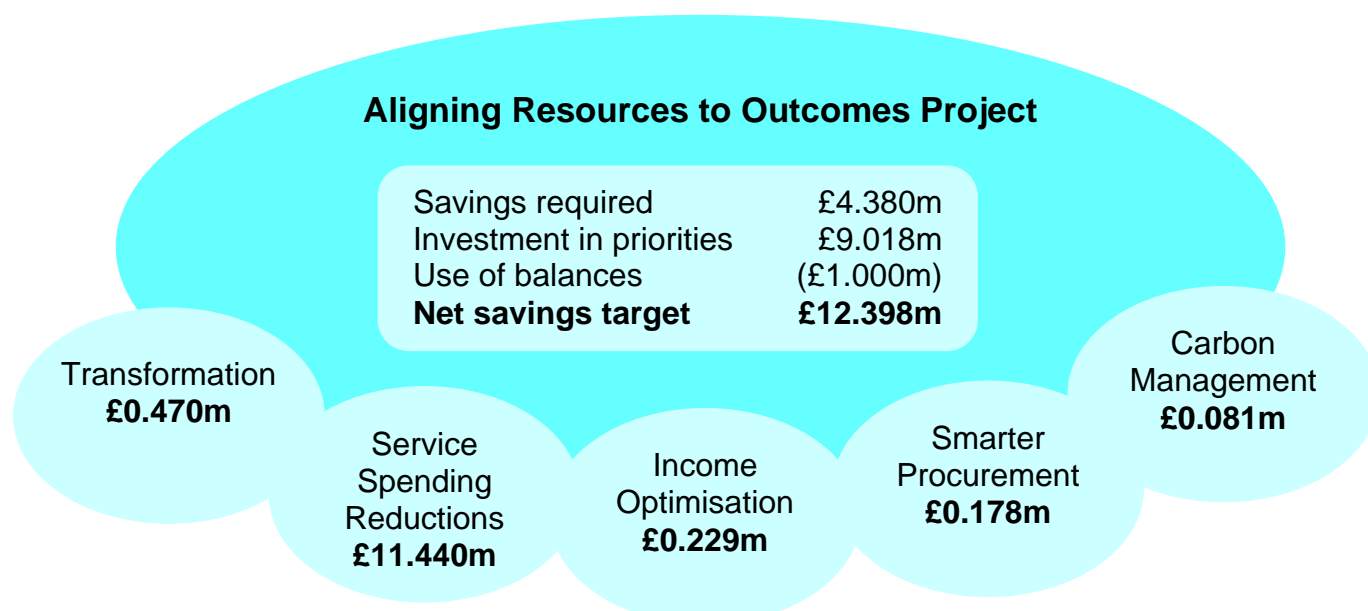 Aligning Resources to Outcomes Project
Savings required £4.380m
Investment in priorities £9.018m
Use of balances (£1.000m)
Net savings target £12.398m
Transformation
£0.470m
Service
Spending
Reductions
£11.440m
Income
Optimisation
£0.229m
Smarter
Procurement
£0.178m
Carbon
Management
£0.081m